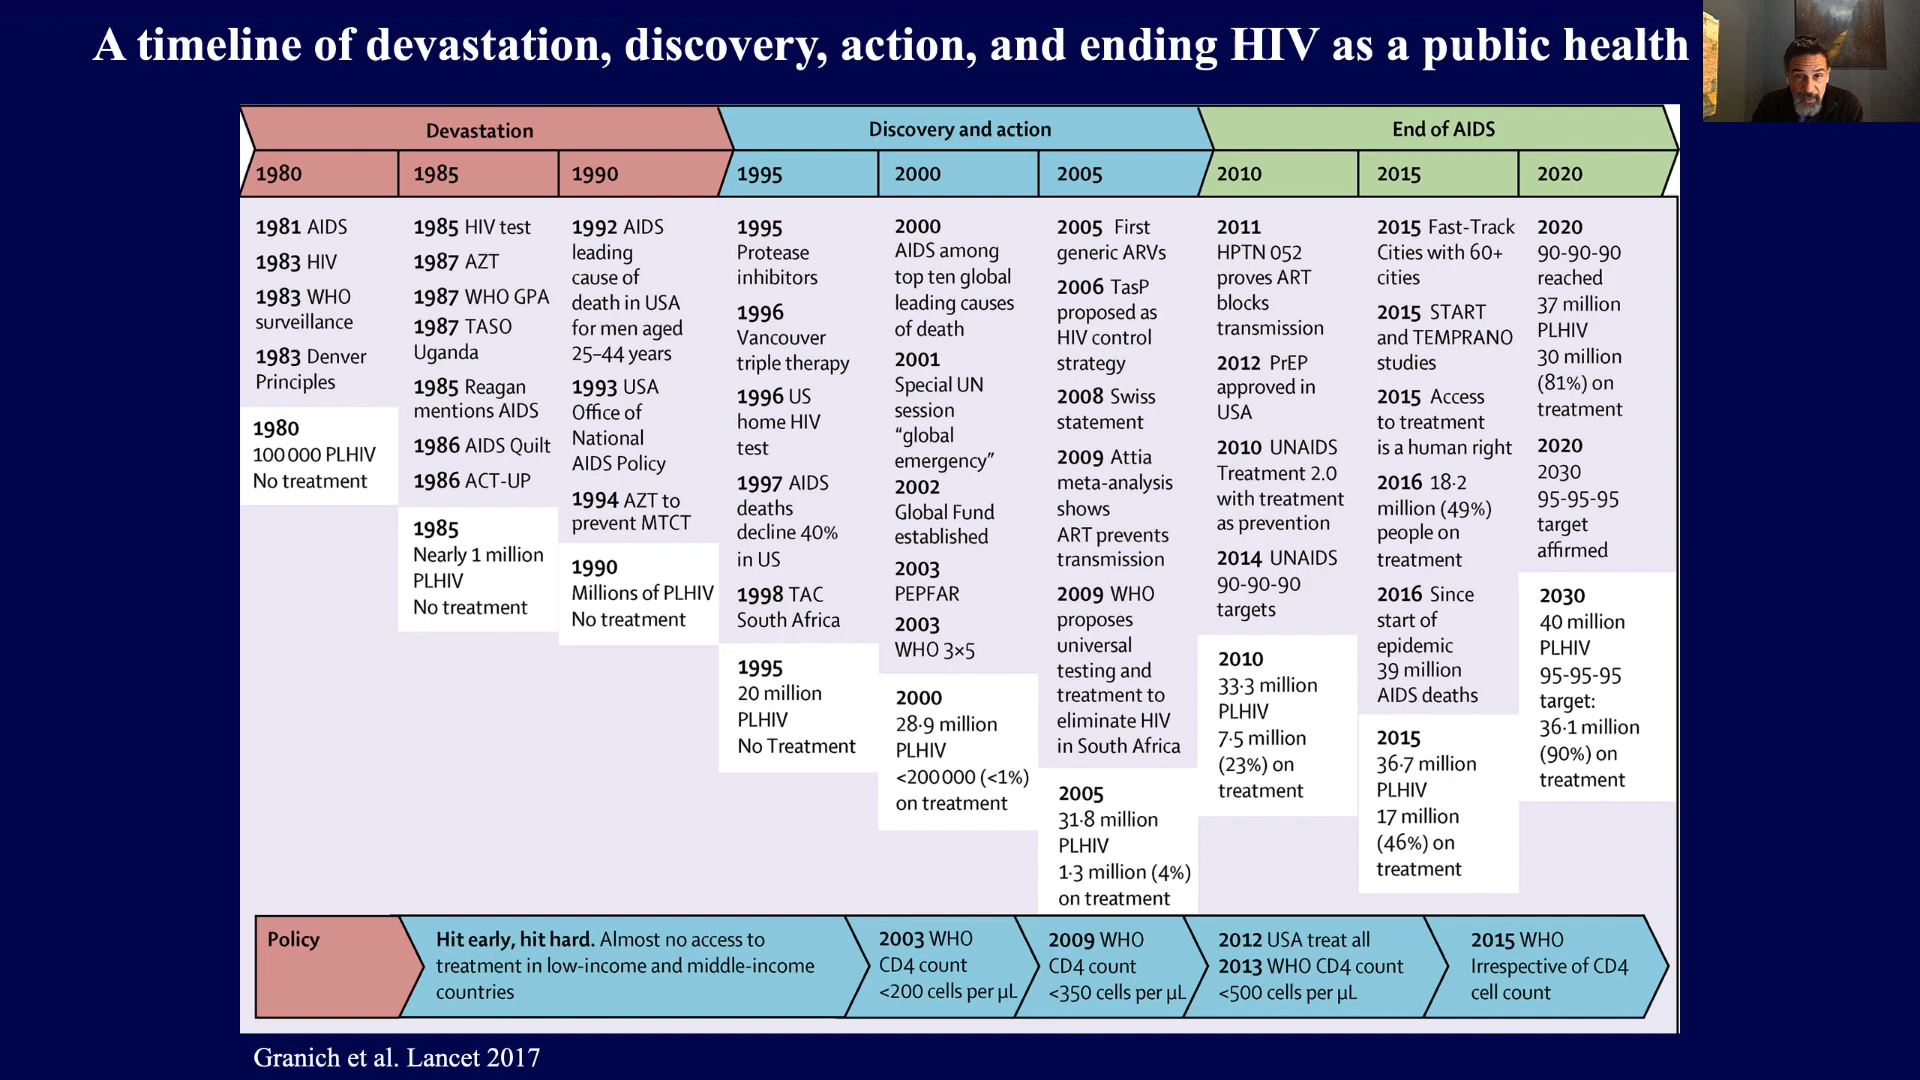 A timeline of devastation, discovery, action, and ending HIV as a public health
Devastation
Discovery and action
End of AIDS
1980
1985
1990
1995
2000
2005
2010
2015
2020
1981 AIDS
1983 HIV
1983 WHO
surveillance
1983 Denver
Principles
1980
100 000 PLHIV
No treatment
1985 HIV test
1987 AZT
1987 WHO GPA
1987 TASO
Uganda
1985 Reagan
mentions AIDS
1986 AIDS Quilt
1986 ACT-UP
1985
Nearly 1 million
PLHIV
No treatment
1992 AIDS
leading
cause of
death in USA
for men aged
25–44 years
1993 USA
Office of
National
AIDS Policy
1994 AZT to
prevent MTCT
1990
Millions of PLHIV
No treatment
1995
Protease
inhibitors
1996
Vancouver
triple therapy
1996 US
home HIV
test
1997 AIDS
deaths
decline 40%
in US
1998 TAC
South Africa
1995
20 million
PLHIV
No Treatment
2000
AIDS among
top ten global
leading causes
of death
2001
Special UN
session
“global
emergency”
2002
Global Fund
established
2003
PEPFAR
2003
WHO 3×5
2000
28·9 million
PLHIV
<200 000 (<1%)
on treatment
2005 First
generic ARVs
2006 TasP
proposed as
HIV control
strategy
2008 Swiss
statement
2009 Attia
meta-analysis
shows
ART prevents
transmission
2009 WHO
proposes
universal
testing and
treatment to
eliminate HIV
in South Africa
2005
31·8 million
PLHIV
1·3 million (4%)
on treatment
2011
HPTN 052
proves ART
blocks
transmission
2012 PrEP
approved in
USA
2010 UNAIDS
Treatment 2.0
with treatment
as prevention
2014 UNAIDS
90-90-90
targets
2010
33·3 million
PLHIV
7·5 million
(23%) on
treatment
2015 Fast-Track
Cities with 60+
cities
2015 START
and TEMPRANO
studies
2015 Access
to treatment
is a human right
2016 18·2
million (49%)
people on
treatment
2016 Since
start of
epidemic
39 million
AIDS deaths
2015
36·7 million
PLHIV
17 million
(46%) on
treatment
2020
90-90-90
reached
37 million
PLHIV
30 million
(81%) on
treatment
2020
2030
95-95-95
target
affirmed
2030
40 million
PLHIV
95-95-95
target:
36·1 million
(90%) on
treatment
Policy
Hit early, hit hard. Almost no access to
treatment in low-income and middle-income
countries
2003 WHO
CD4 count
<200 cells per µL
2009 WHO
CD4 count
<350 cells per µL
2012 USA treat all
2013 WHO CD4 count
<500 cells per µL
2015 WHO
Irrespective of CD4
cell count
Granich et al. Lancet 2017